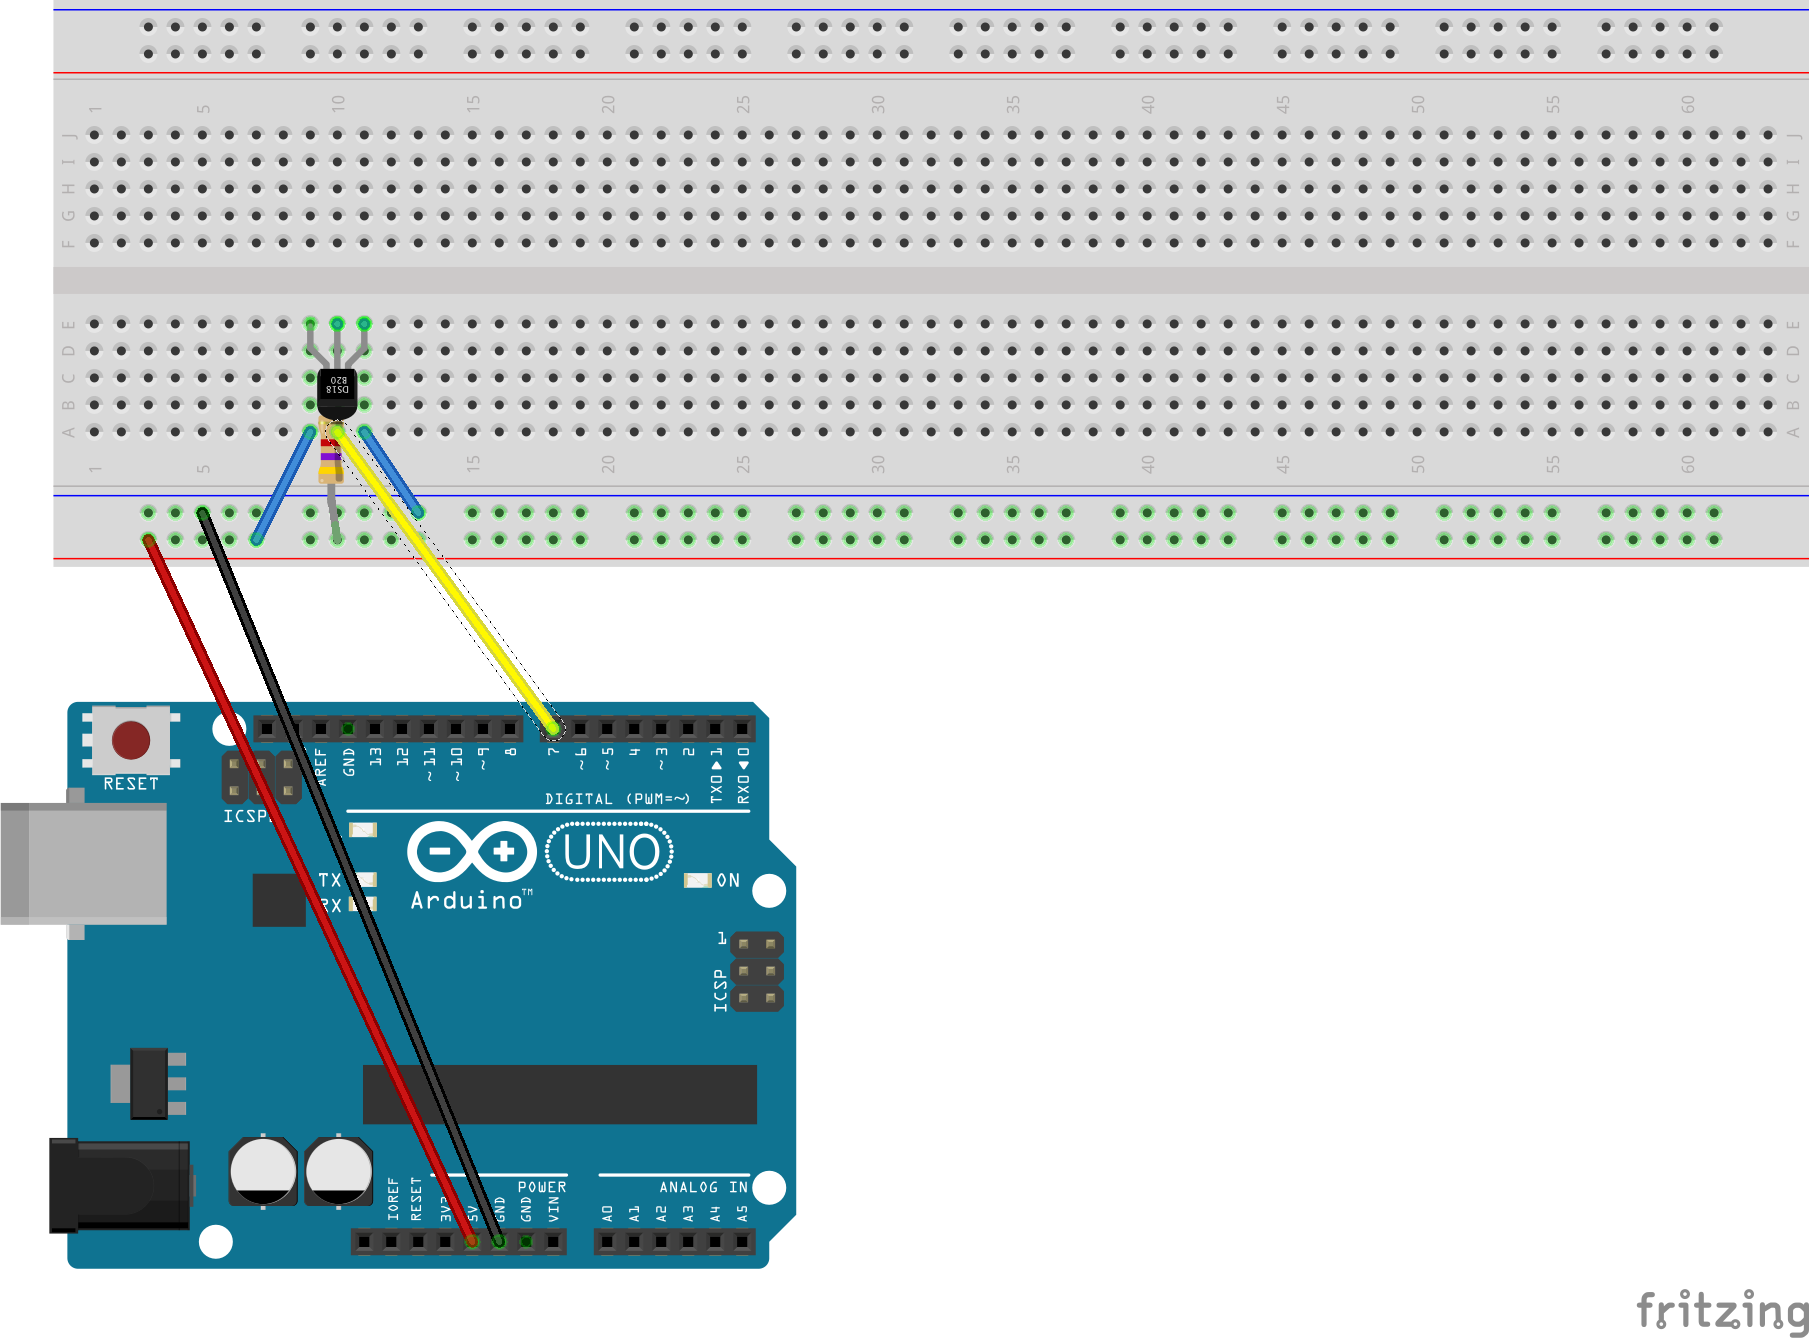 1 5 10 15 20 25 30 35 40 45 50 55 60
J J
I I
H H
G G
F F
E E
D D
C C
B B
A A
DS18
B20
1 5 15 20 25 30 35 40 45 50 55 60
RESET
AREF GND 13 12 ~11 ~10 ~9 8 7 ~6 ~5 4 ~3 2 TX0▶1 RX0◀0
DIGITAL (PWM=~)
ICSP
UNO
TX
RX
ON
Arduino™
1
ICSP
POWER
ANALOG IN
IOREF RESET 5V GND GND VIN A0 A1 A2 A3 A4 A5
fritzing